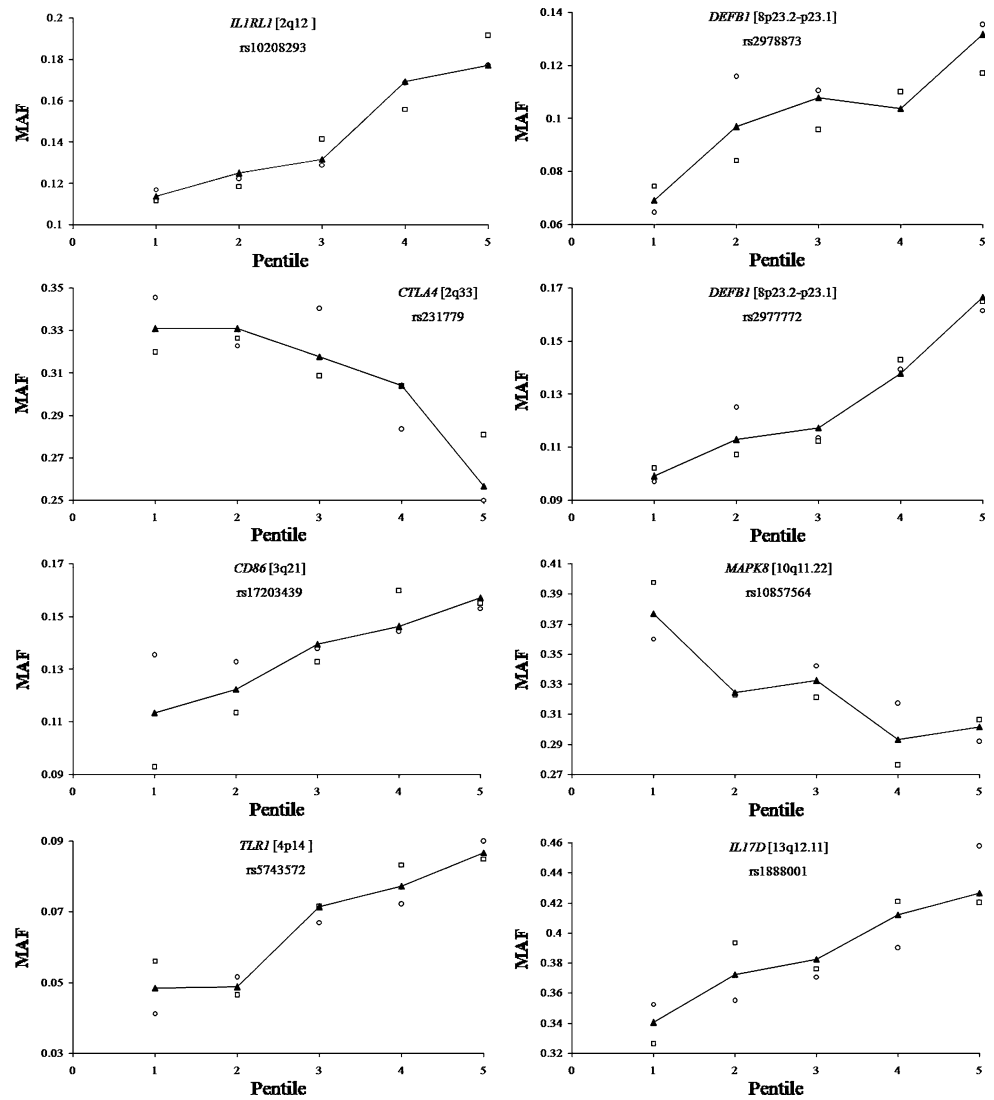 IL1RL1 [2q12 ]
rs10208293
MAF
0.2
0.18
0.16
0.14
0.12
0.1
0 1 2 3 4 5
Pentile
DEFB1 [8p23.2-p23.1]
rs2978873
MAF
0.14
0.12
0.1
0.08
0.06
0 1 2 3 4 5
Pentile
CTLA4 [2q33]
rs231779
MAF
0.35
0.33
0.31
0.29
0.27
0.25
0 1 2 3 4 5
Pentile
DEFB1 [8p23.2-p23.1]
rs2977772
MAF
0.17
0.15
0.13
0.11
0.09
0 1 2 3 4 5
Pentile
CD86 [3q21]
rs17203439
MAF
0.17
0.15
0.13
0.11
0.09
0 1 2 3 4 5
Pentile
MAPK8 [10q11.22]
rs10857564
MAF
0.41
0.39
0.37
0.35
0.33
0.31
0.29
0.27
0 1 2 3 4 5
Pentile
TLR1 [4p14 ]
rs5743572
MAF
0.09
0.07
0.05
0.03
0 1 2 3 4 5
Pentile
IL17D [13q12.11]
rs1888001
MAF
0.46
0.44
0.42
0.4
0.38
0.36
0.34
0.32
0 1 2 3 4 5
Pentile